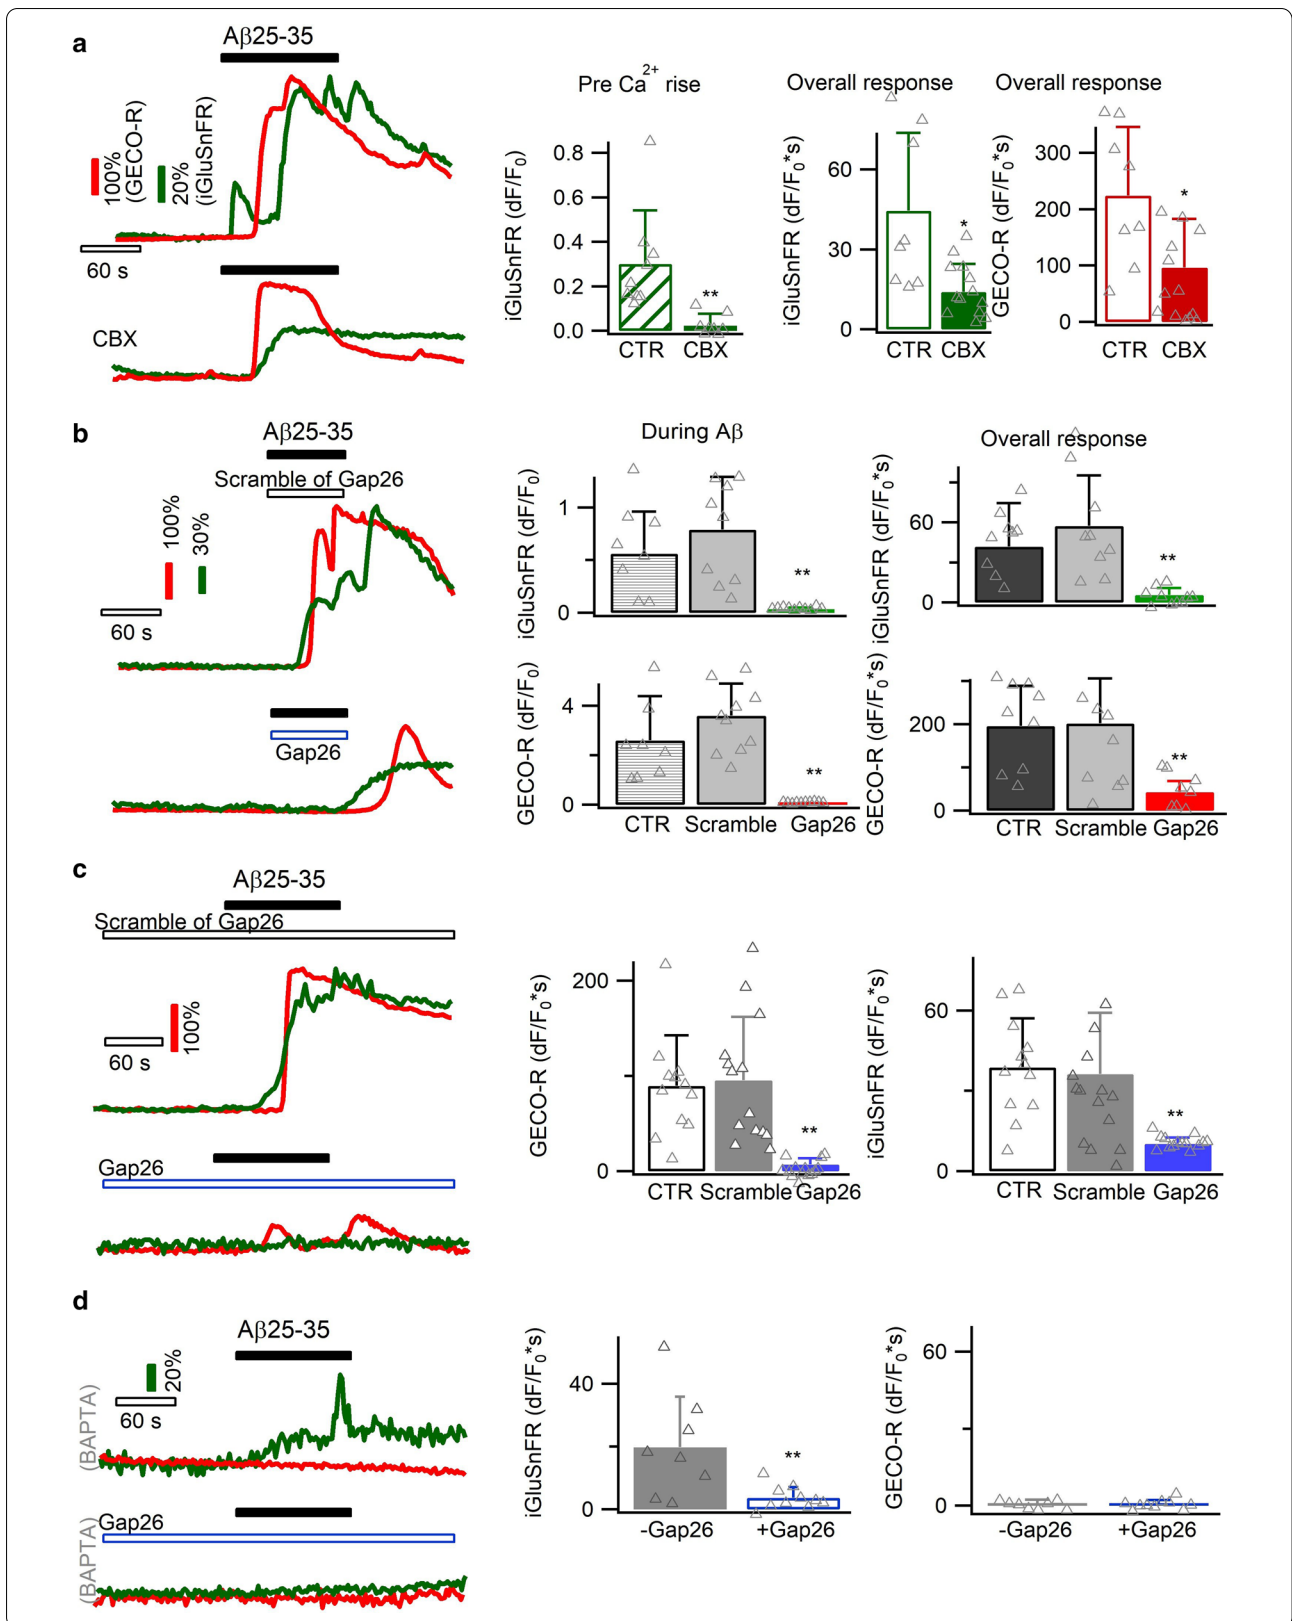 a
Aβ25-35
100%
(GECO-R)
20%
(iGluSnFR)
60 s
CBX
Pre Ca2+ rise
iGluSnFR (dF/F0)
0.8
0.6
0.4
0.2
0.0
**
CTR CBX
Overall response
iGluSnFR (dF/F0*s)
60
30
0
*
CTR CBX
Overall response
GECO-R (dF/F0*s)
300
200
100
0
*
CTR CBX
b
Aβ25-35
Scramble of Gap26
100%
30%
60 s
Gap26
During Aβ
iGluSnFR (dF/F0)
1
0
**
GECO-R (dF/F0)
4
0
**
CTR Scramble Gap26
Overall response
iGluSnFR (dF/F0*s)
60
0
**
GECO-R (dF/F0*s)
200
0
**
CTR Scramble Gap26
c
Aβ25-35
Scramble of Gap26
60 s
100%
Gap26
GECO-R (dF/F0*s)
200
0
**
CTR Scramble Gap26
iGluSnFR (dF/F0*s)
60
0
**
CTR Scramble Gap26
d
Aβ25-35
20%
60 s
(BAPTA)
Gap26
(BAPTA)
iGluSnFR (dF/F0*s)
40
0
**
-Gap26 +Gap26
GECO-R (dF/F0*s)
60
0
-Gap26 +Gap26